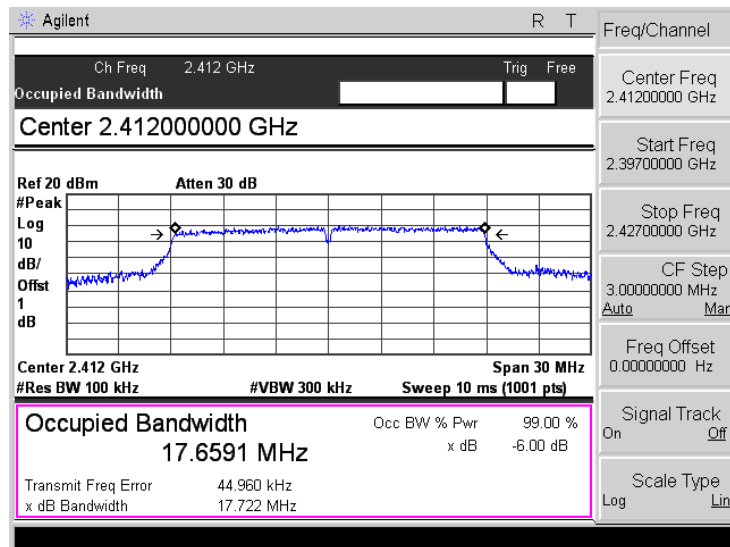 Agilent R T
Ch Freq 2.412 GHz Trig Free
Occupied Bandwidth
Center 2.412000000 GHz
Ref 20 dBm Atten 30 dB
#Peak
Log
10
dB/
Offst
1
dB
Center 2.412 GHz Span 30 MHz
#Res BW 100 kHz #VBW 300 kHz Sweep 10 ms (1001 pts)
Occupied Bandwidth
17.6591 MHz
Occ BW % Pwr 99.00 %
x dB -6.00 dB
Transmit Freq Error 44.960 kHz
x dB Bandwidth 17.722 MHz
Freq/Channel
Center Freq
2.41200000 GHz
Start Freq
2.39700000 GHz
Stop Freq
2.42700000 GHz
CF Step
3.00000000 MHz
Auto Man
Freq Offset
0.00000000 Hz
Signal Track
On Off
Scale Type
Log Lin